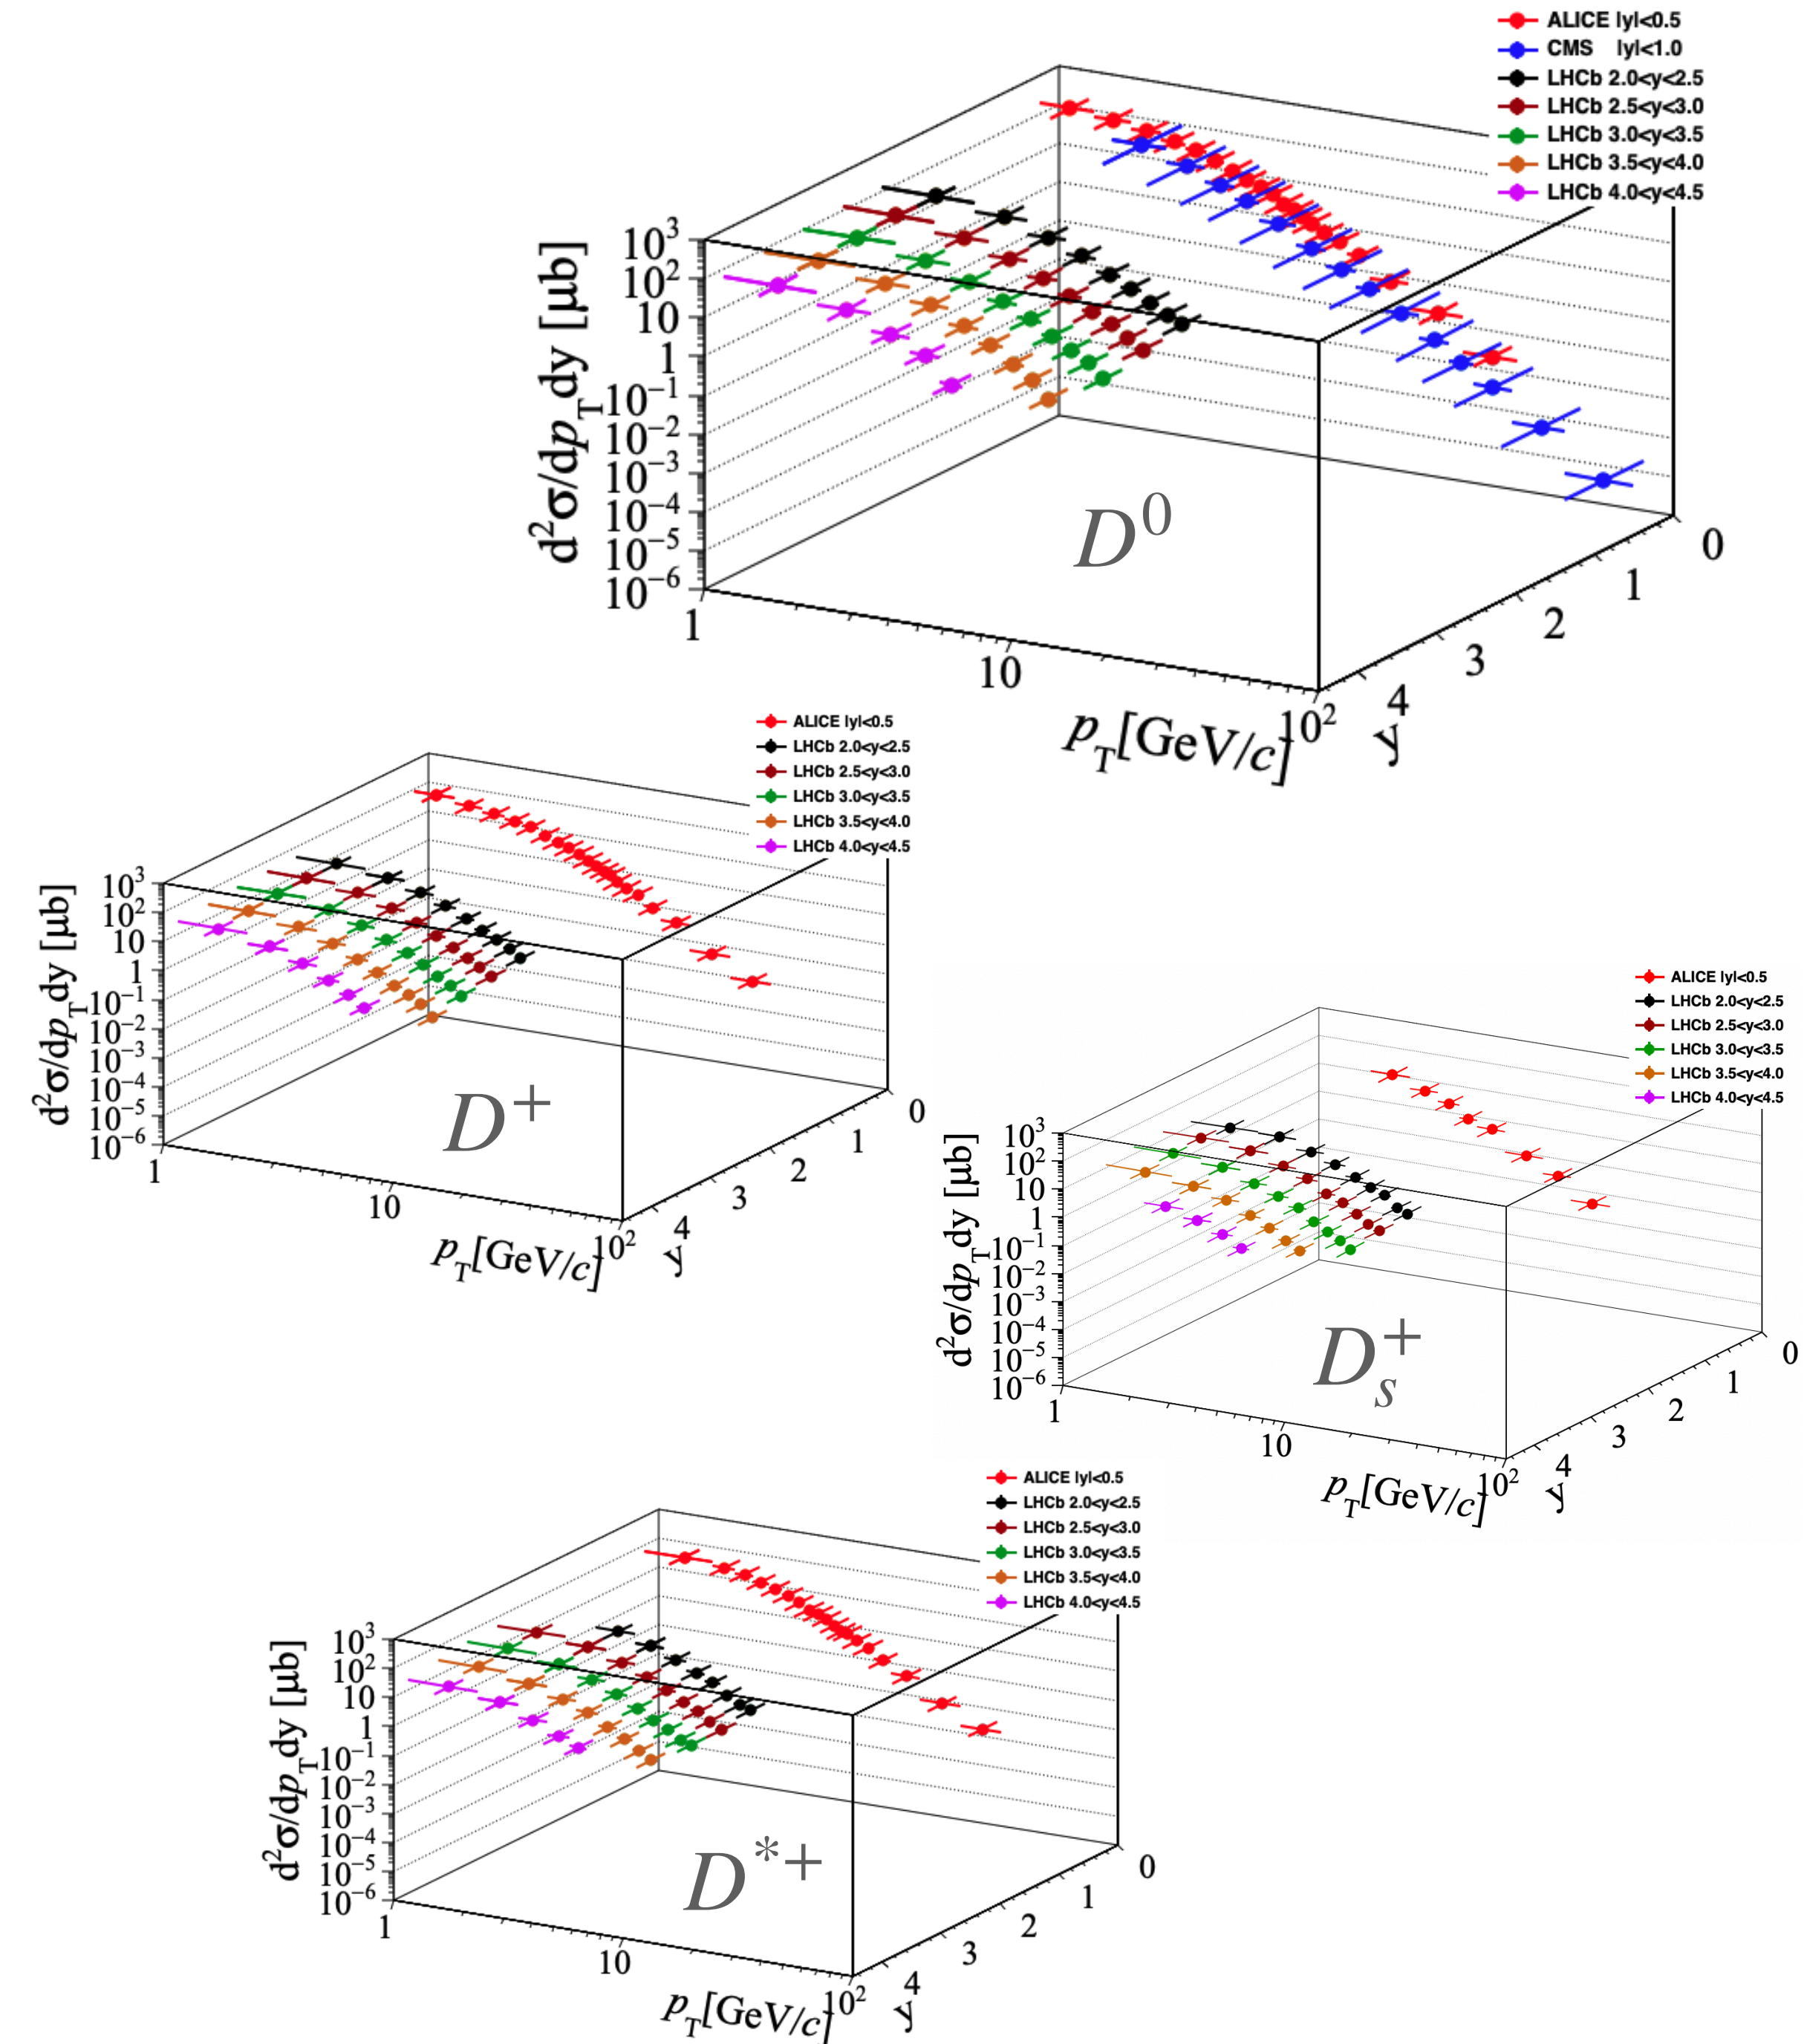 ALICE |y|<0.5
CMS |y|<1.0
LHCb 2.0<y<2.5
LHCb 2.5<y<3.0
LHCb 3.0<y<3.5
LHCb 3.5<y<4.0
LHCb 4.0<y<4.5
d²σ/dp_Tdy [μb]
10³
10²
10
1
10⁻¹
10⁻²
10⁻³
10⁻⁴
10⁻⁵
10⁻⁶
D⁰
1
10
10²
p_T[GeV/c]
0
1
2
3
4
y
ALICE |y|<0.5
LHCb 2.0<y<2.5
LHCb 2.5<y<3.0
LHCb 3.0<y<3.5
LHCb 3.5<y<4.0
LHCb 4.0<y<4.5
d²σ/dp_Tdy [μb]
10³
10²
10
1
10⁻¹
10⁻²
10⁻³
10⁻⁴
10⁻⁵
10⁻⁶
D⁺
1
10
10²
p_T[GeV/c]
0
1
2
3
4
y
ALICE |y|<0.5
LHCb 2.0<y<2.5
LHCb 2.5<y<3.0
LHCb 3.0<y<3.5
LHCb 3.5<y<4.0
LHCb 4.0<y<4.5
d²σ/dp_Tdy [μb]
10³
10²
10
1
10⁻¹
10⁻²
10⁻³
10⁻⁴
10⁻⁵
10⁻⁶
D_s⁺
1
10
10²
p_T[GeV/c]
0
1
2
3
4
y
ALICE |y|<0.5
LHCb 2.0<y<2.5
LHCb 2.5<y<3.0
LHCb 3.0<y<3.5
LHCb 3.5<y<4.0
LHCb 4.0<y<4.5
d²σ/dp_Tdy [μb]
10³
10²
10
1
10⁻¹
10⁻²
10⁻³
10⁻⁴
10⁻⁵
10⁻⁶
D*⁺
1
10
10²
p_T[GeV/c]
0
1
2
3
4
y